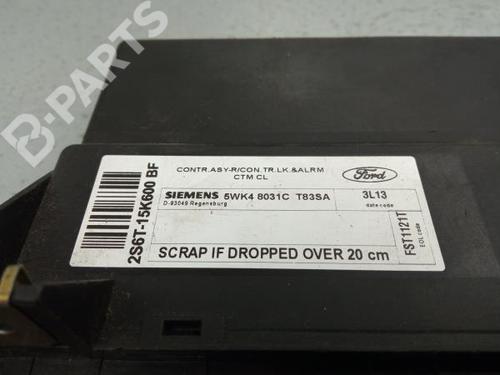 B-PARTS
CONTR.ASY-R/CON.TR.LK.&ALRM
CTM CL
Ford
SIEMENS 5WK4 8031C T83SA
D-93049 Regensburg
3L13
date code
2S6T-15K600 BF
FST1121T
EOL code
SCRAP IF DROPPED OVER 20 cm